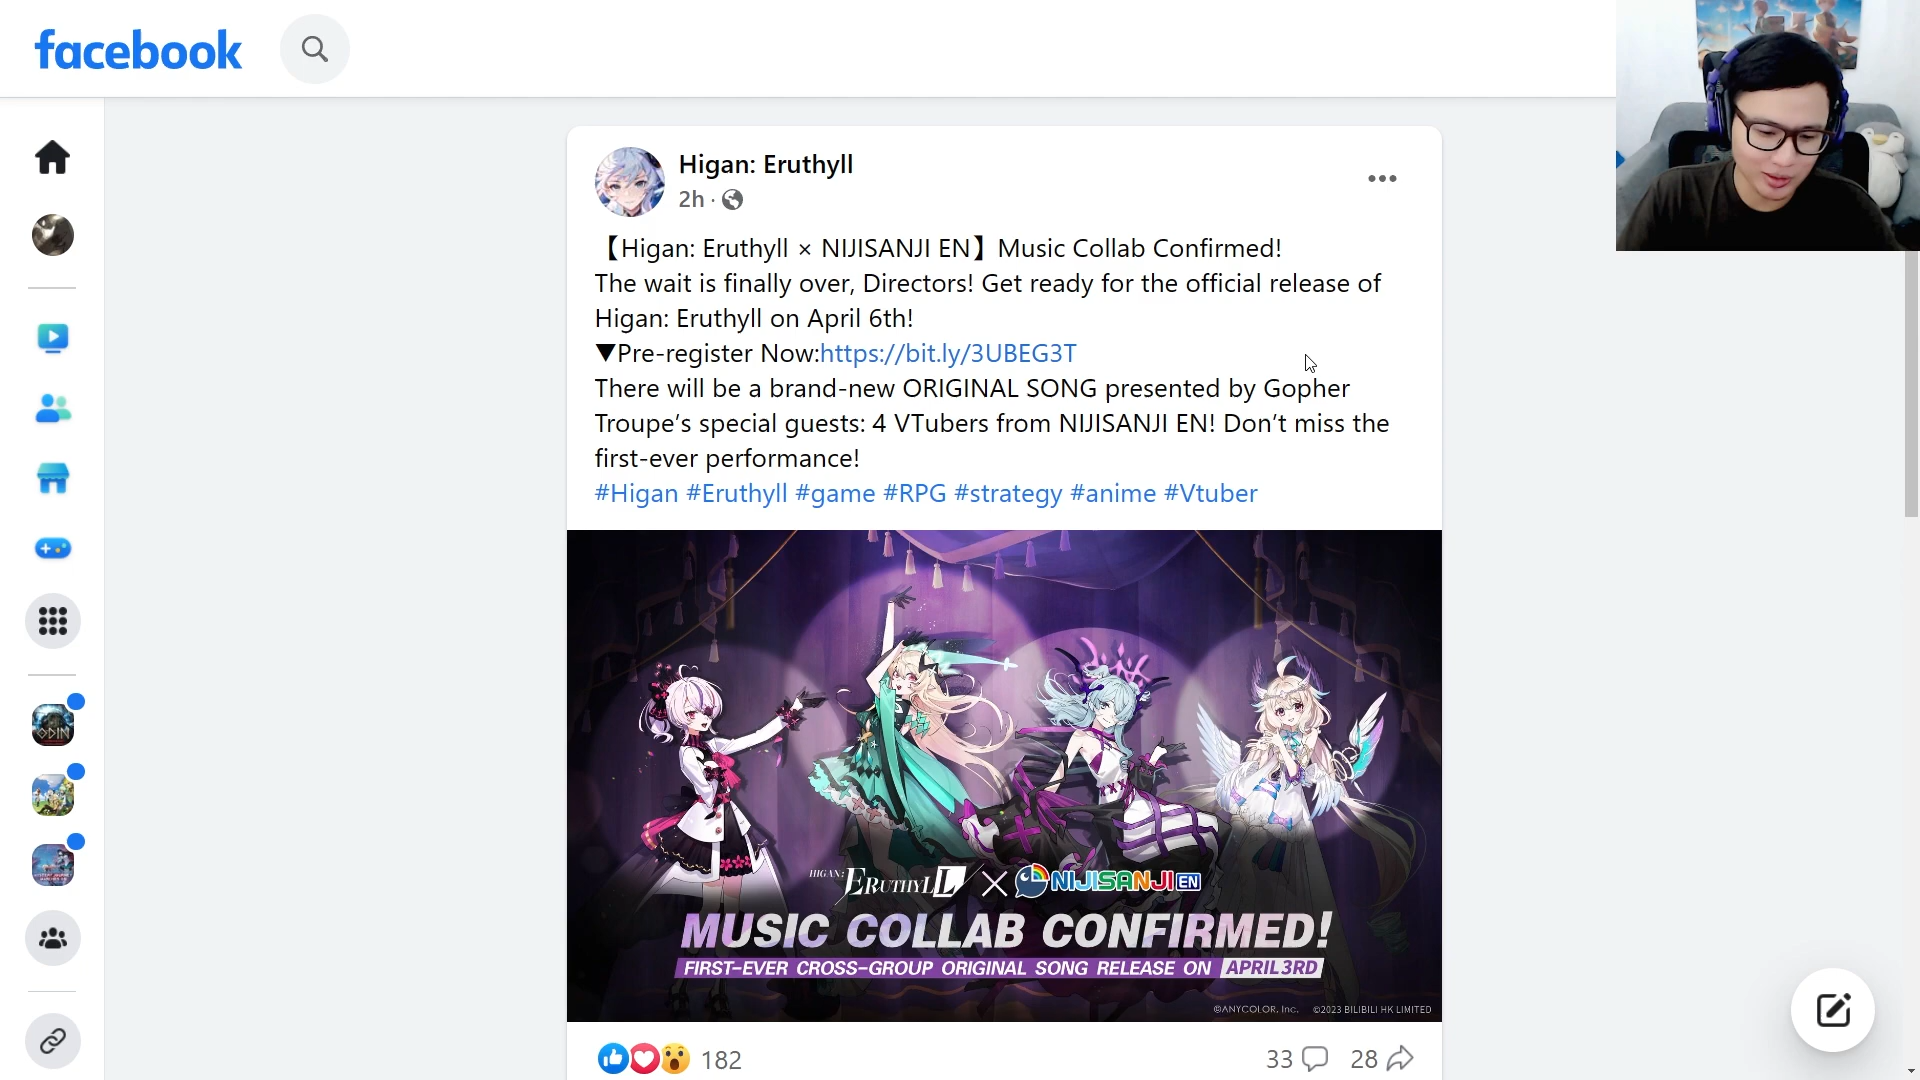 facebook
Higan: Eruthyll
2h ·
【Higan: Eruthyll × NIJISANJI EN】Music Collab Confirmed!
The wait is finally over, Directors! Get ready for the official release of
Higan: Eruthyll on April 6th!
▼Pre-register Now:https://bit.ly/3UBEG3T
There will be a brand-new ORIGINAL SONG presented by Gopher
Troupe’s special guests: 4 VTubers from NIJISANJI EN! Don’t miss the
first-ever performance!
#Higan #Eruthyll #game #RPG #strategy #anime #Vtuber
HIGAN: ERUTHYLL × NIJISANJI EN
MUSIC COLLAB CONFIRMED!
FIRST-EVER CROSS-GROUP ORIGINAL SONG RELEASE ON APRIL 3RD
©ANYCOLOR, Inc. ©2023 BILIBILI HK LIMITED
182
33
28
ODIN